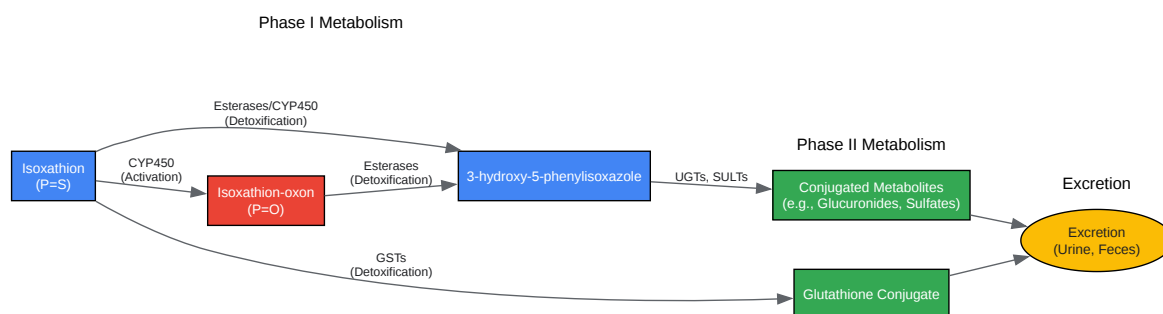 Phase I Metabolism
Esterases/CYP450
(Detoxification)
Isoxathion
(P=S)
CYP450
(Activation)
Isoxathion-oxon
(P=O)
Esterases
(Detoxification)
3-hydroxy-5-phenylisoxazole
UGTs, SULTs
Phase II Metabolism
Conjugated Metabolites
(e.g., Glucuronides, Sulfates)
GSTs
(Detoxification)
Glutathione Conjugate
Excretion
Excretion
(Urine, Feces)